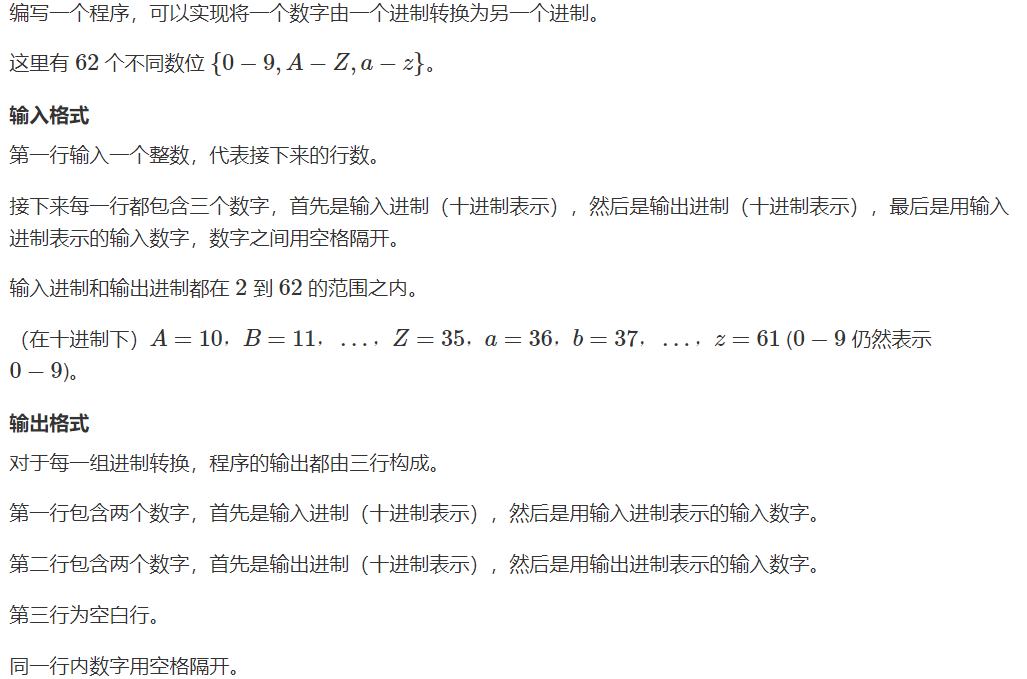 编写一个程序，可以实现将一个数字由一个进制转换为另一个进制。
这里有 62 个不同数位 {0 − 9, A − Z, a − z}。
输入格式
第一行输入一个整数，代表接下来的行数。
接下来每一行都包含三个数字，首先是输入进制（十进制表示），然后是输出进制（十进制表示），最后是用输入
进制表示的输入数字，数字之间用空格隔开。
输入进制和输出进制都在 2 到 62 的范围之内。
（在十进制下）A = 10，B = 11，…，Z = 35，a = 36，b = 37，…，z = 61 (0 − 9 仍然表示
0 − 9)。
输出格式
对于每一组进制转换，程序的输出都由三行构成。
第一行包含两个数字，首先是输入进制（十进制表示），然后是用输入进制表示的输入数字。
第二行包含两个数字，首先是输出进制（十进制表示），然后是用输出进制表示的输入数字。
第三行为空白行。
同一行内数字用空格隔开。